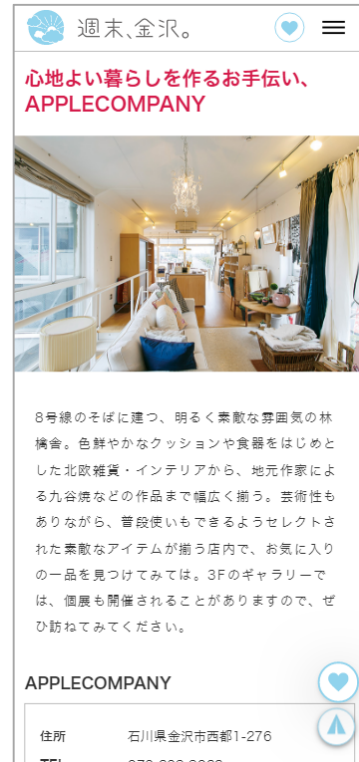 週末、金沢。
心地よい暮らしを作るお手伝い、
APPLECOMPANY
8号線のそばに建つ、明るく素敵な雰囲気の林
檎舎。色鮮やかなクッションや食器をはじめと
した北欧雑貨・インテリアから、地元作家によ
る九谷焼などの作品まで幅広く揃う。芸術性も
ありながら、普段使いもできるようセレクトさ
れた素敵なアイテムが揃う店内で、お気に入り
の一品を見つけてみては。3Fのギャラリーで
は、個展も開催されることがありますので、ぜ
ひ訪ねてみてください。
APPLECOMPANY
住所 石川県金沢市西都1-276